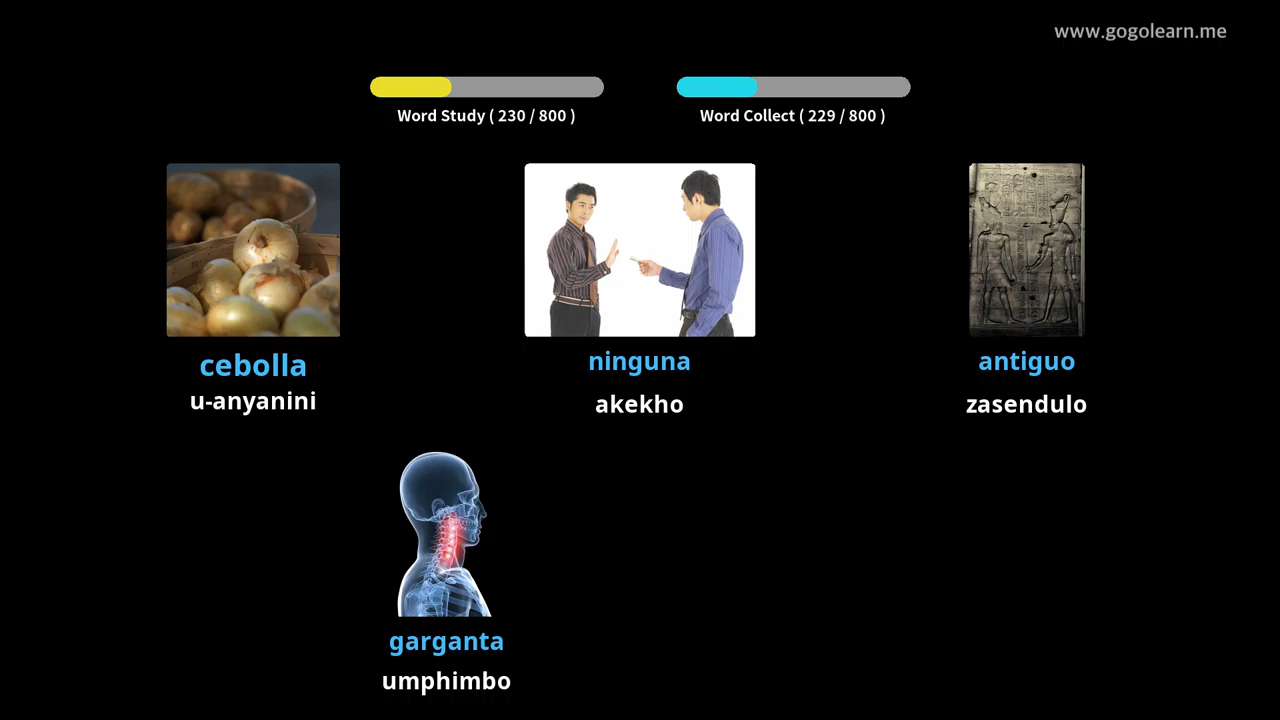 www.gogolearn.me
Word Study ( 230 / 800 )
Word Collect ( 229 / 800 )
cebolla
u-anyanini
ninguna
akekho
antiguo
zasendulo
garganta
umphimbo